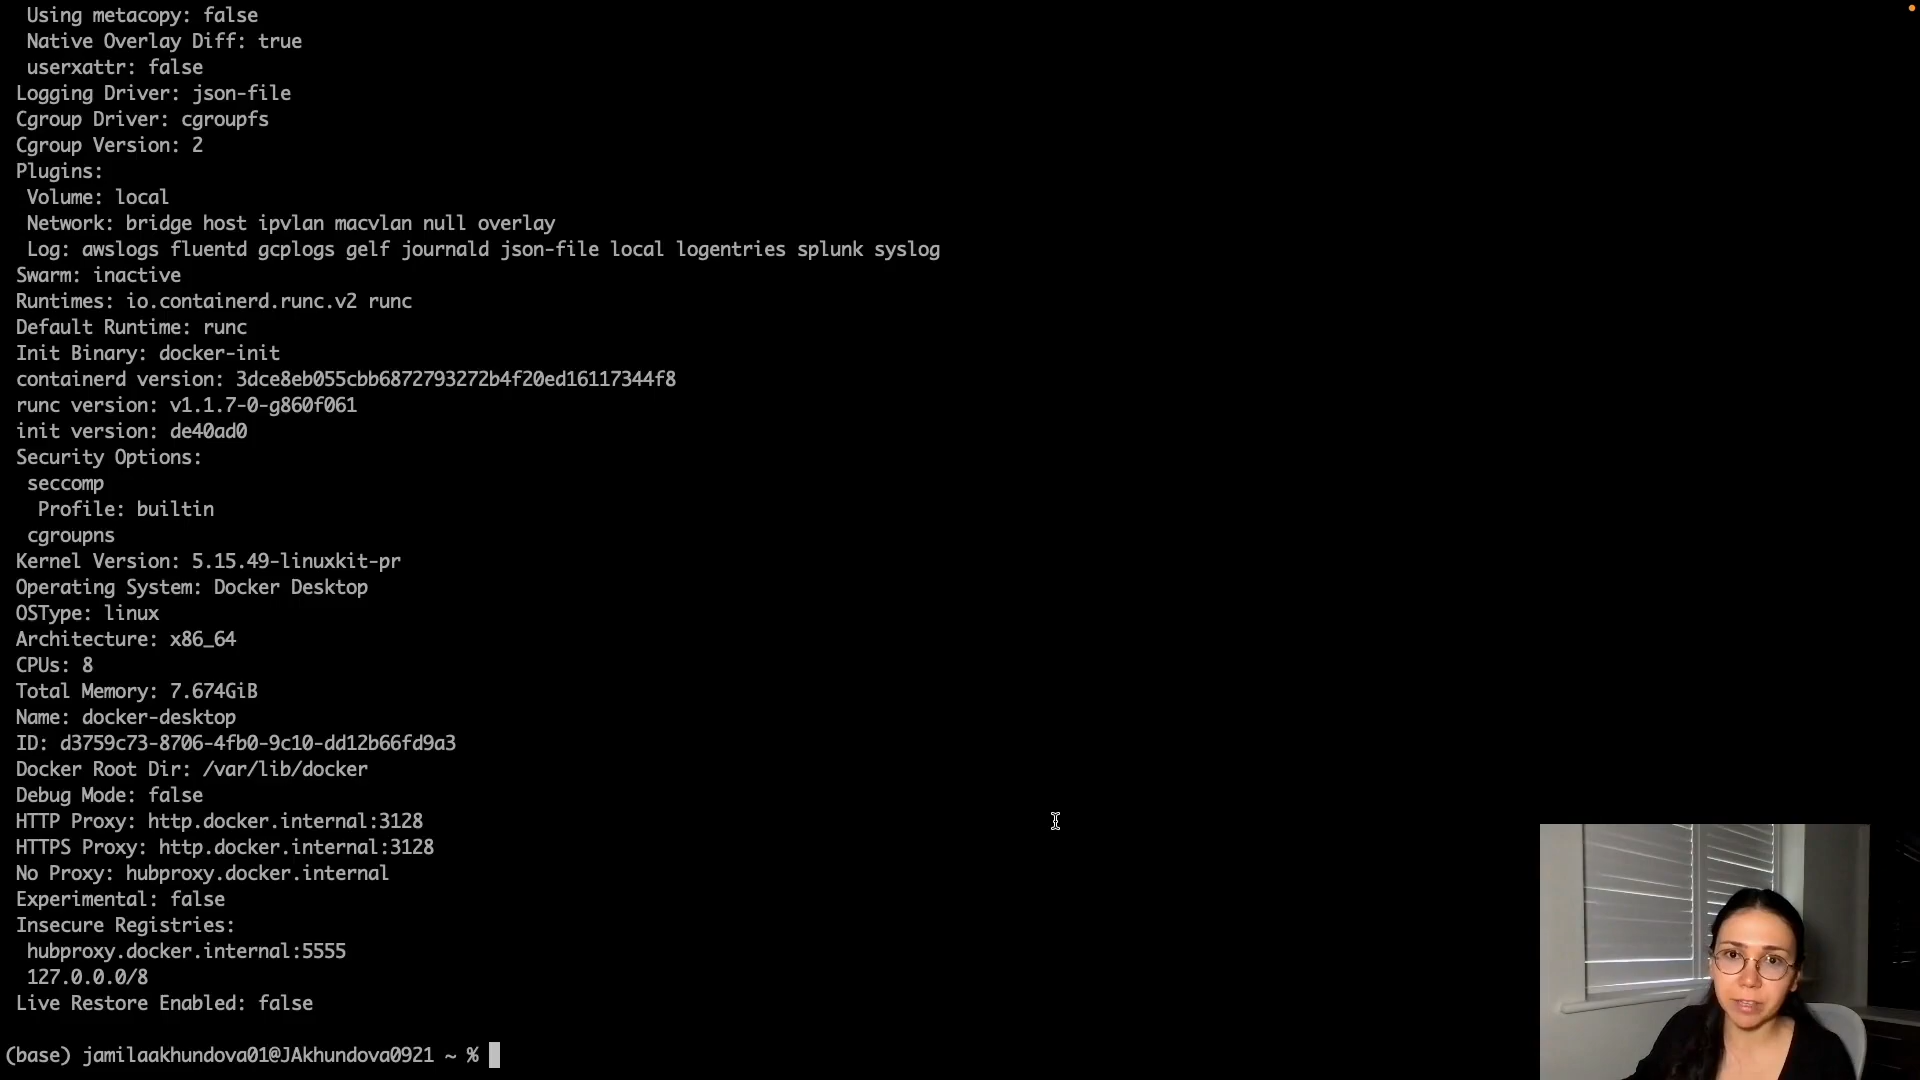 Using metacopy: false
Native Overlay Diff: true
userxattr: false
Logging Driver: json-file
Cgroup Driver: cgroupfs
Cgroup Version: 2
Plugins:
Volume: local
Network: bridge host ipvlan macvlan null overlay
Log: awslogs fluentd gcplogs gelf journald json-file local logentries splunk syslog
Swarm: inactive
Runtimes: io.containerd.runc.v2 runc
Default Runtime: runc
Init Binary: docker-init
containerd version: 3dce8eb055cbb6872793272b4f20ed16117344f8
runc version: v1.1.7-0-g860f061
init version: de40ad0
Security Options:
seccomp
Profile: builtin
cgroupns
Kernel Version: 5.15.49-linuxkit-pr
Operating System: Docker Desktop
OSType: linux
Architecture: x86_64
CPUs: 8
Total Memory: 7.674GiB
Name: docker-desktop
ID: d3759c73-8706-4fb0-9c10-dd12b66fd9a3
Docker Root Dir: /var/lib/docker
Debug Mode: false
HTTP Proxy: http.docker.internal:3128
HTTPS Proxy: http.docker.internal:3128
No Proxy: hubproxy.docker.internal
Experimental: false
Insecure Registries:
hubproxy.docker.internal:5555
127.0.0.0/8
Live Restore Enabled: false
(base) jamilaakhundova01@JAkhundova0921 ~ %